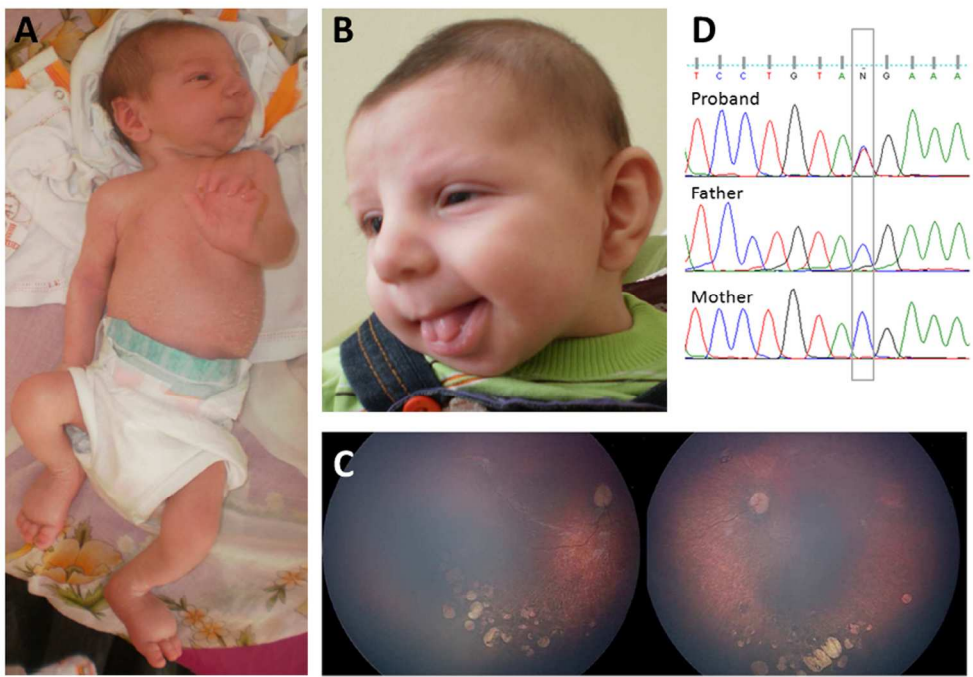 A
B
D
T C C T G T A N G A A A
Proband
Father
Mother
C